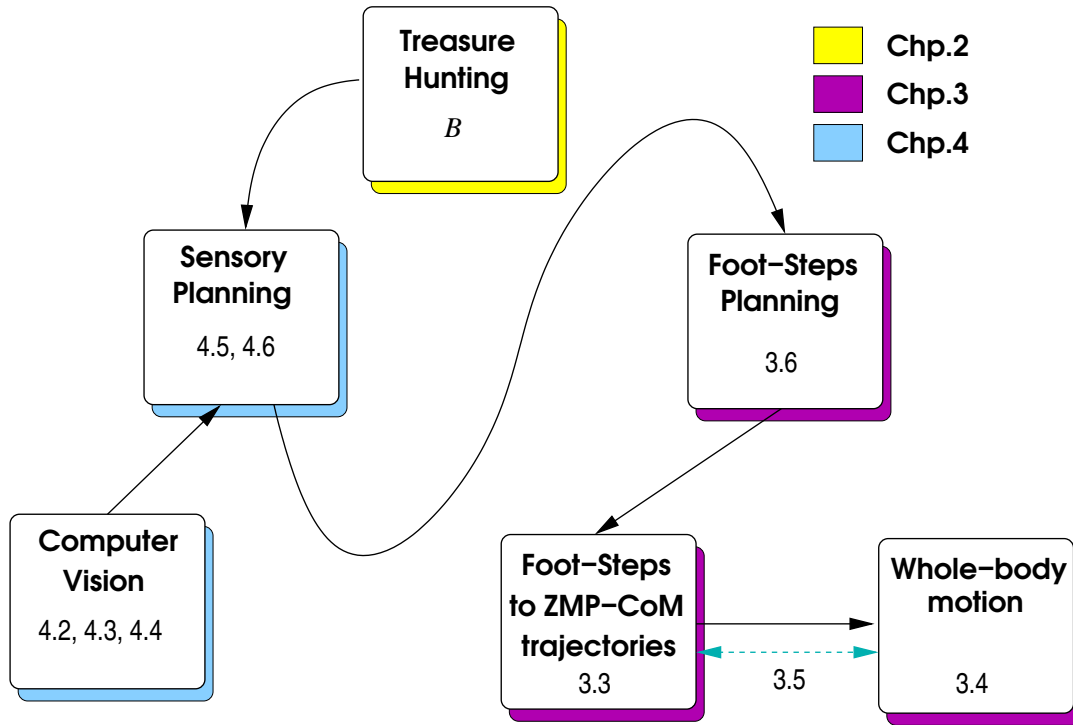 Treasure
Hunting
B
Chp.2
Chp.3
Chp.4
Sensory
Planning
4.5, 4.6
Foot−Steps
Planning
3.6
Computer
Vision
4.2, 4.3, 4.4
Foot−Steps
to ZMP−CoM
trajectories
3.3
3.5
Whole−body
motion
3.4